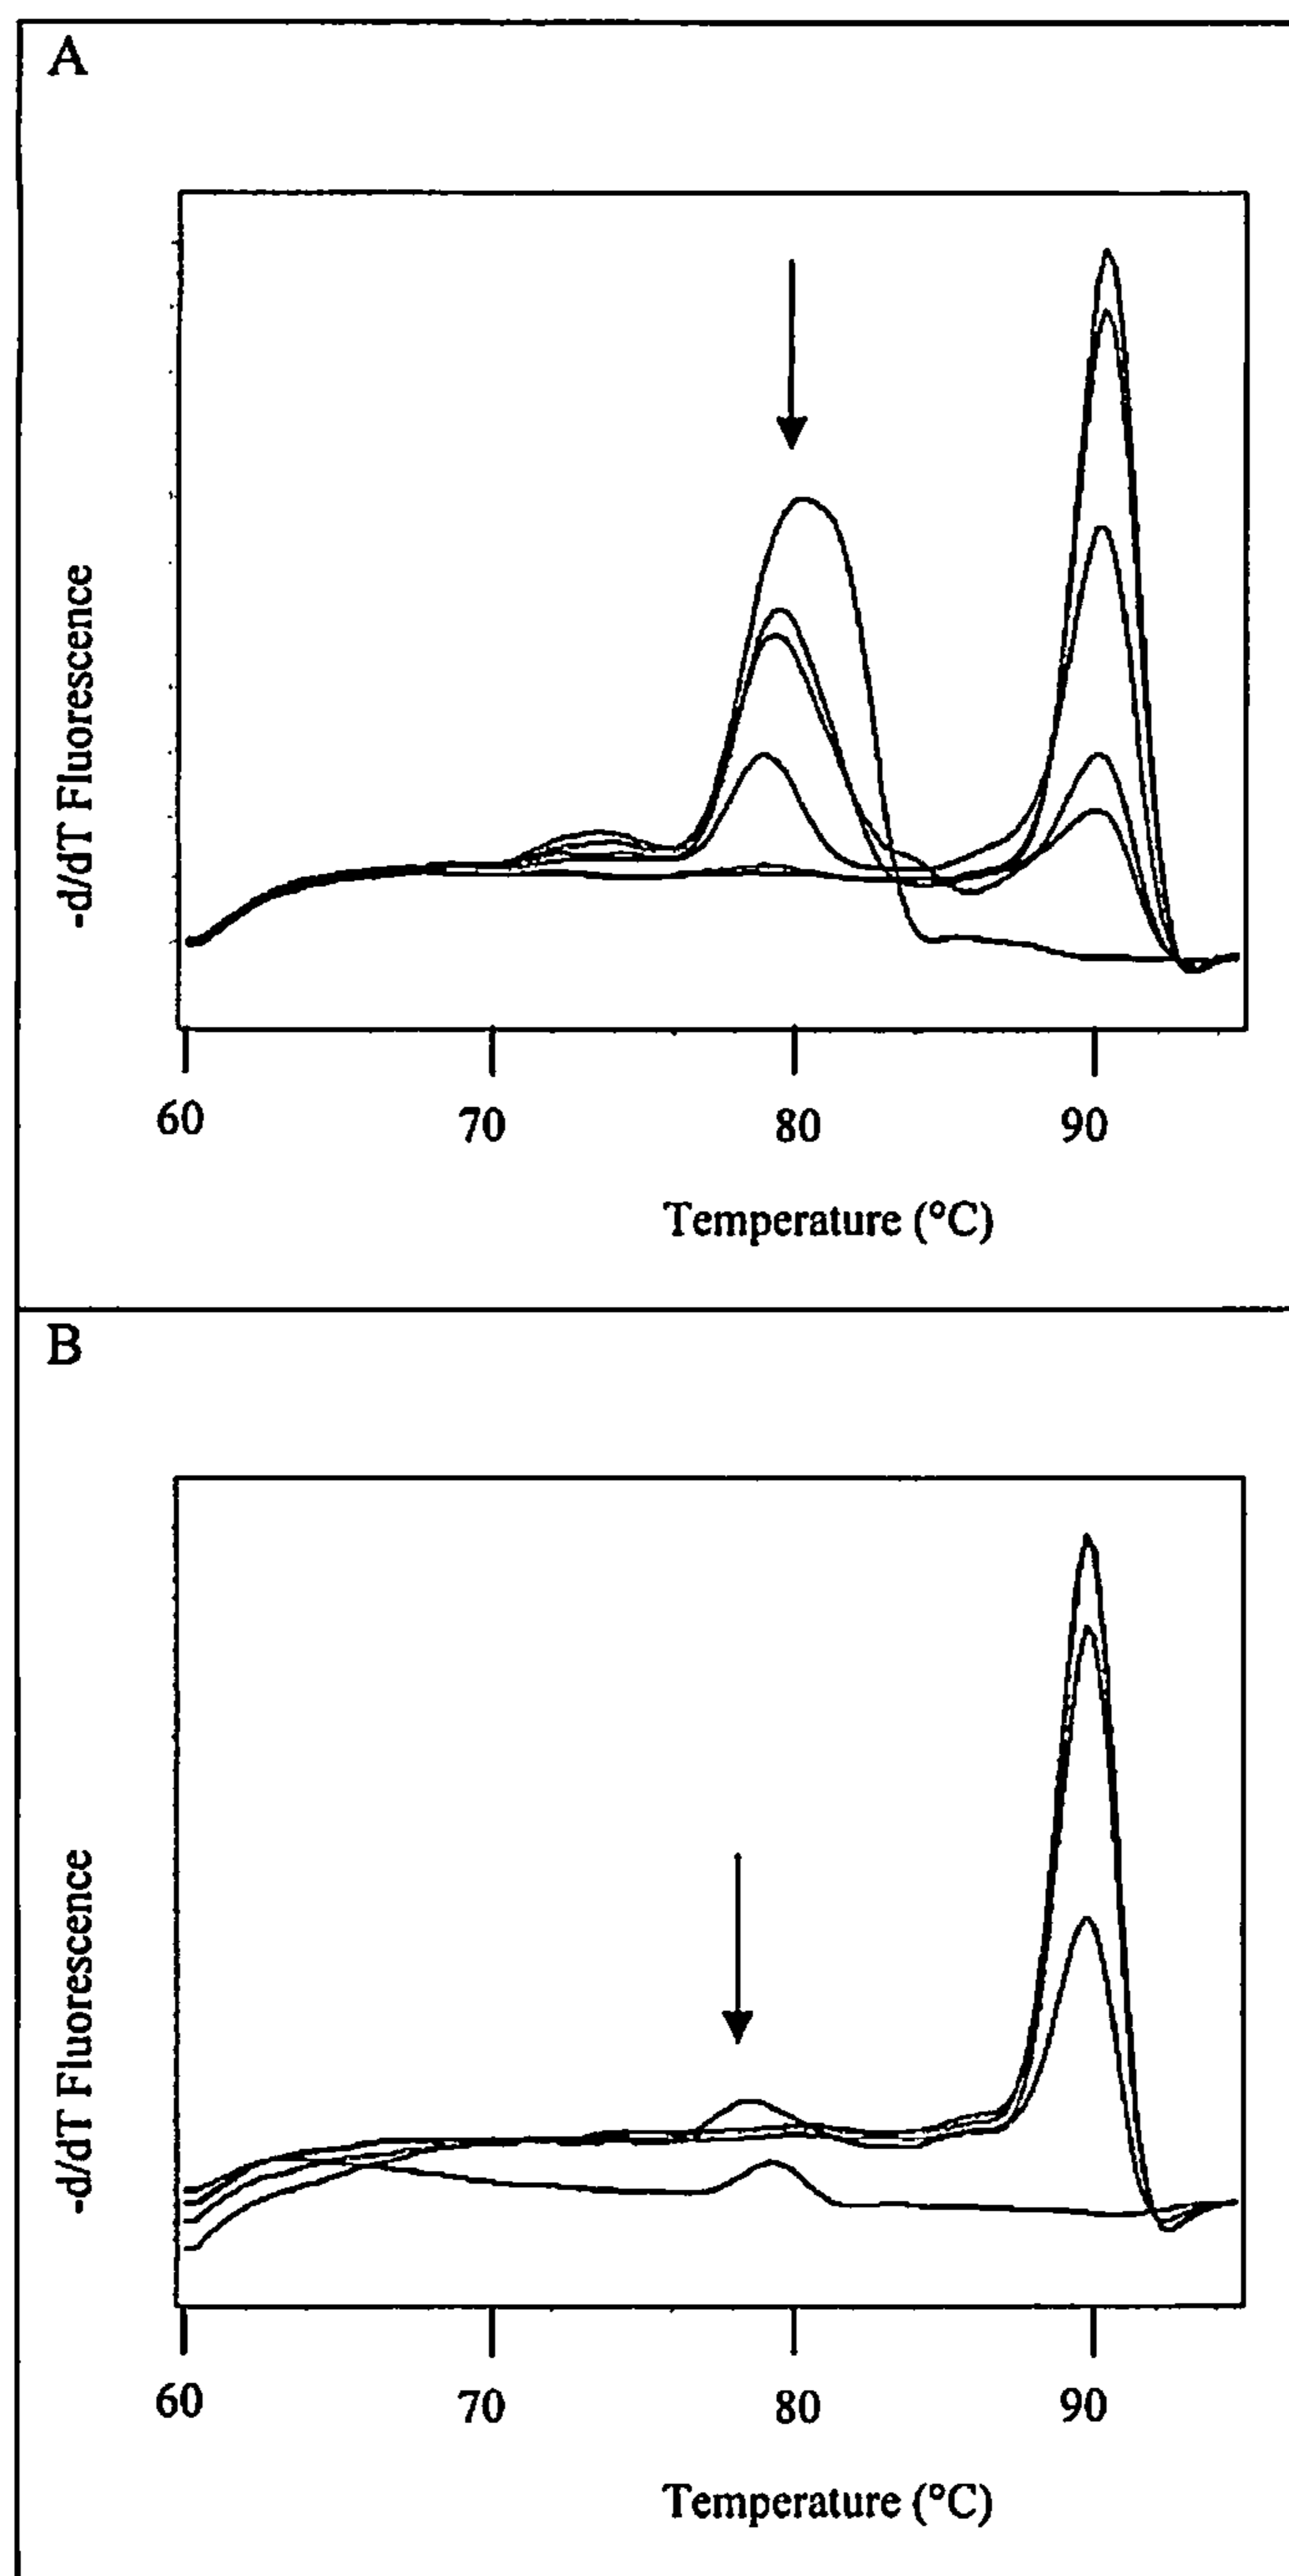 A
-d/dT Fluorescence
60 70 80 90
Temperature (°C)
B
-d/dT Fluorescence
60 70 80 90
Temperature (°C)